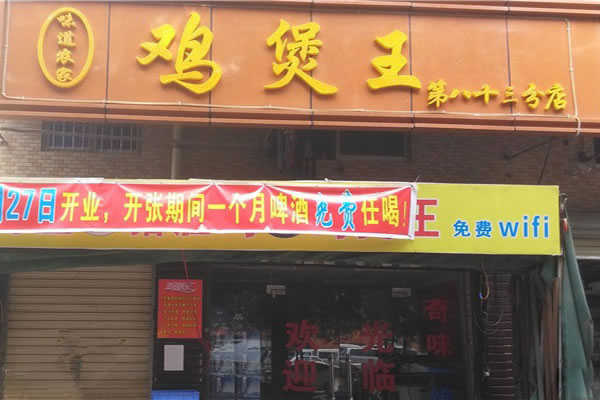 味道农家
鸡煲王
第八十三分店
27日开业，开张期间一个月啤酒免费任喝！
王 免费wifi
欢迎
光临
奇味